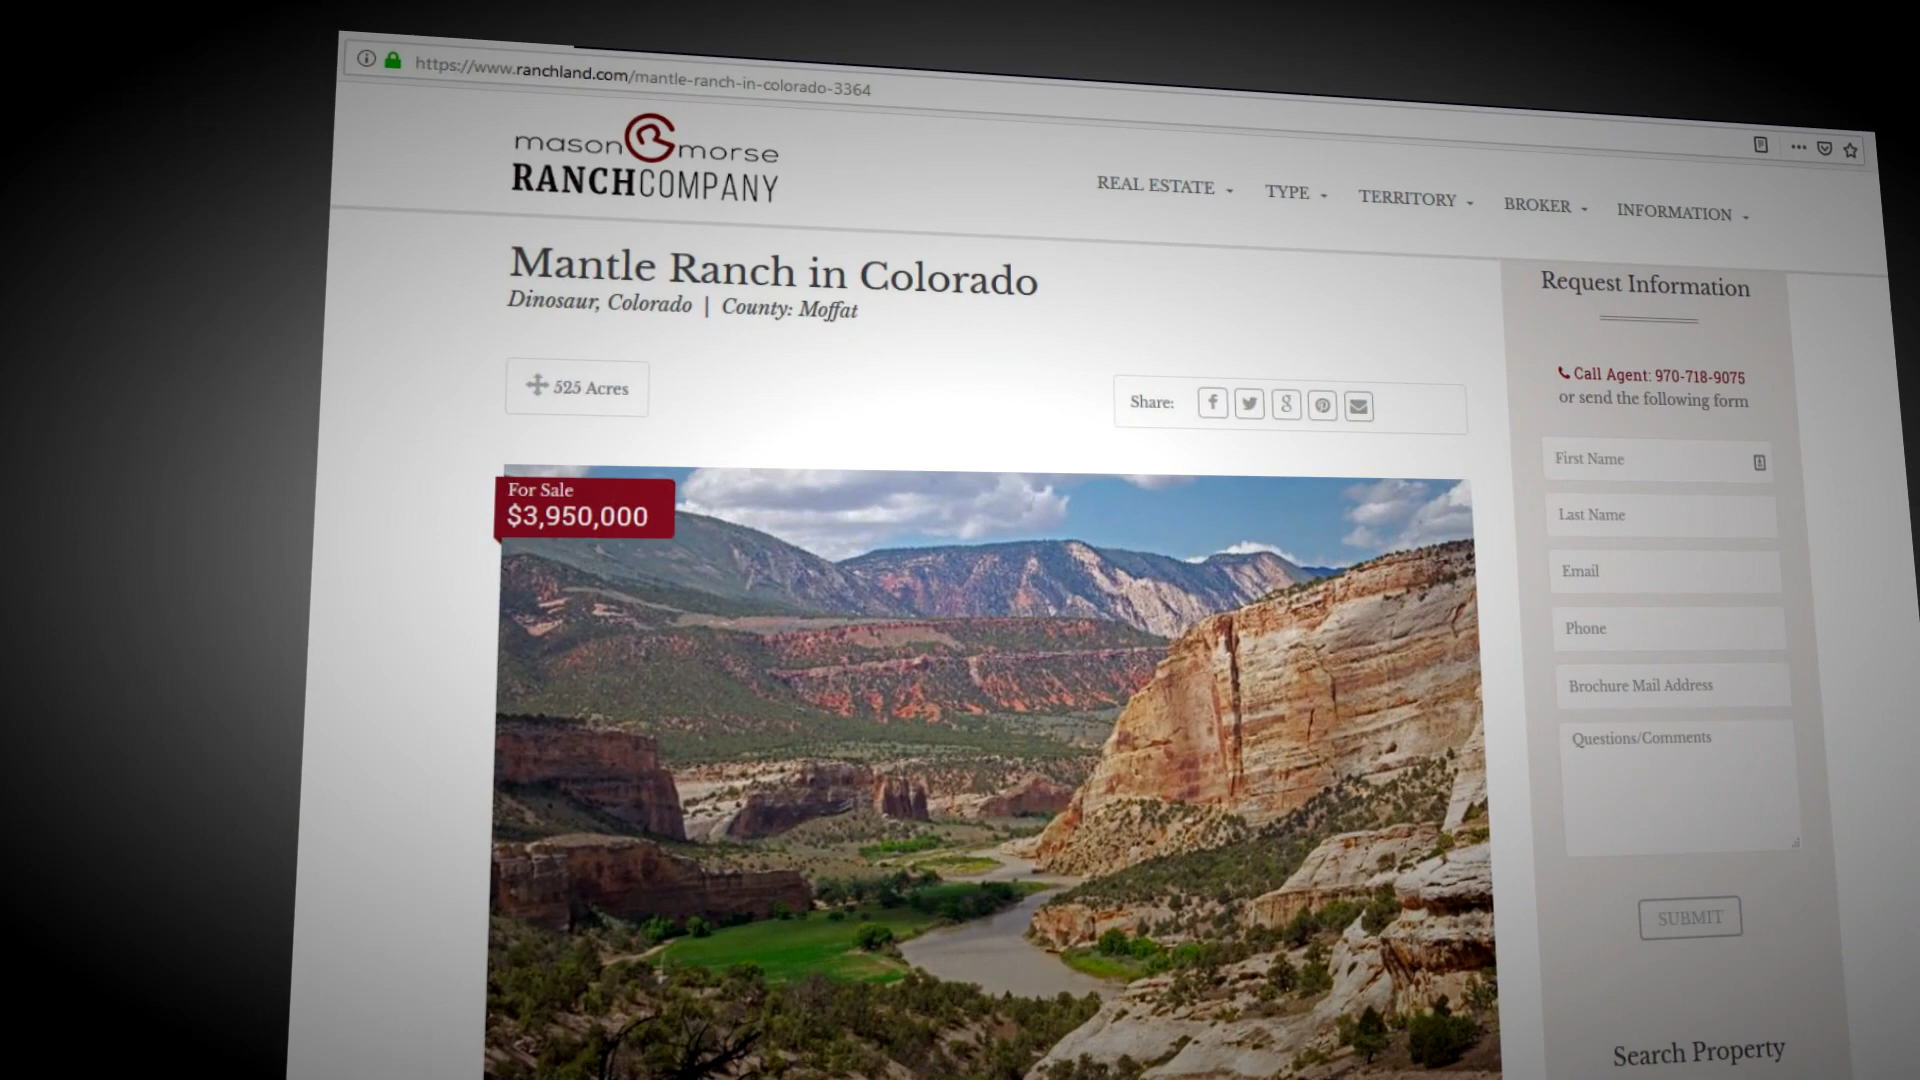 https://www.ranchland.com/mantle-ranch-in-colorado-3364
mason morse
RANCHCOMPANY
REAL ESTATE TYPE TERRITORY BROKER INFORMATION
Mantle Ranch in Colorado
Dinosaur, Colorado | County: Moffat
525 Acres
Share:
For Sale
$3,950,000
Request Information
Call Agent: 970-718-9075
or send the following form
First Name
Last Name
Email
Phone
Brochure Mail Address
Questions/Comments
SUBMIT
Search Property